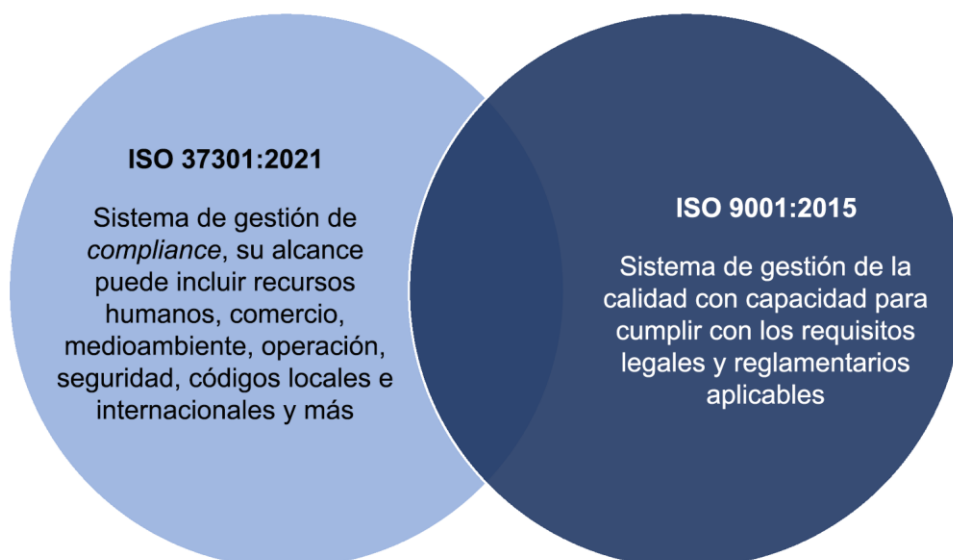 ISO 37301:2021
Sistema de gestión de
compliance, su alcance
puede incluir recursos
humanos, comercio,
medioambiente, operación,
seguridad, códigos locales e
internacionales y más
ISO 9001:2015
Sistema de gestión de la
calidad con capacidad para
cumplir con los requisitos
legales y reglamentarios
aplicables